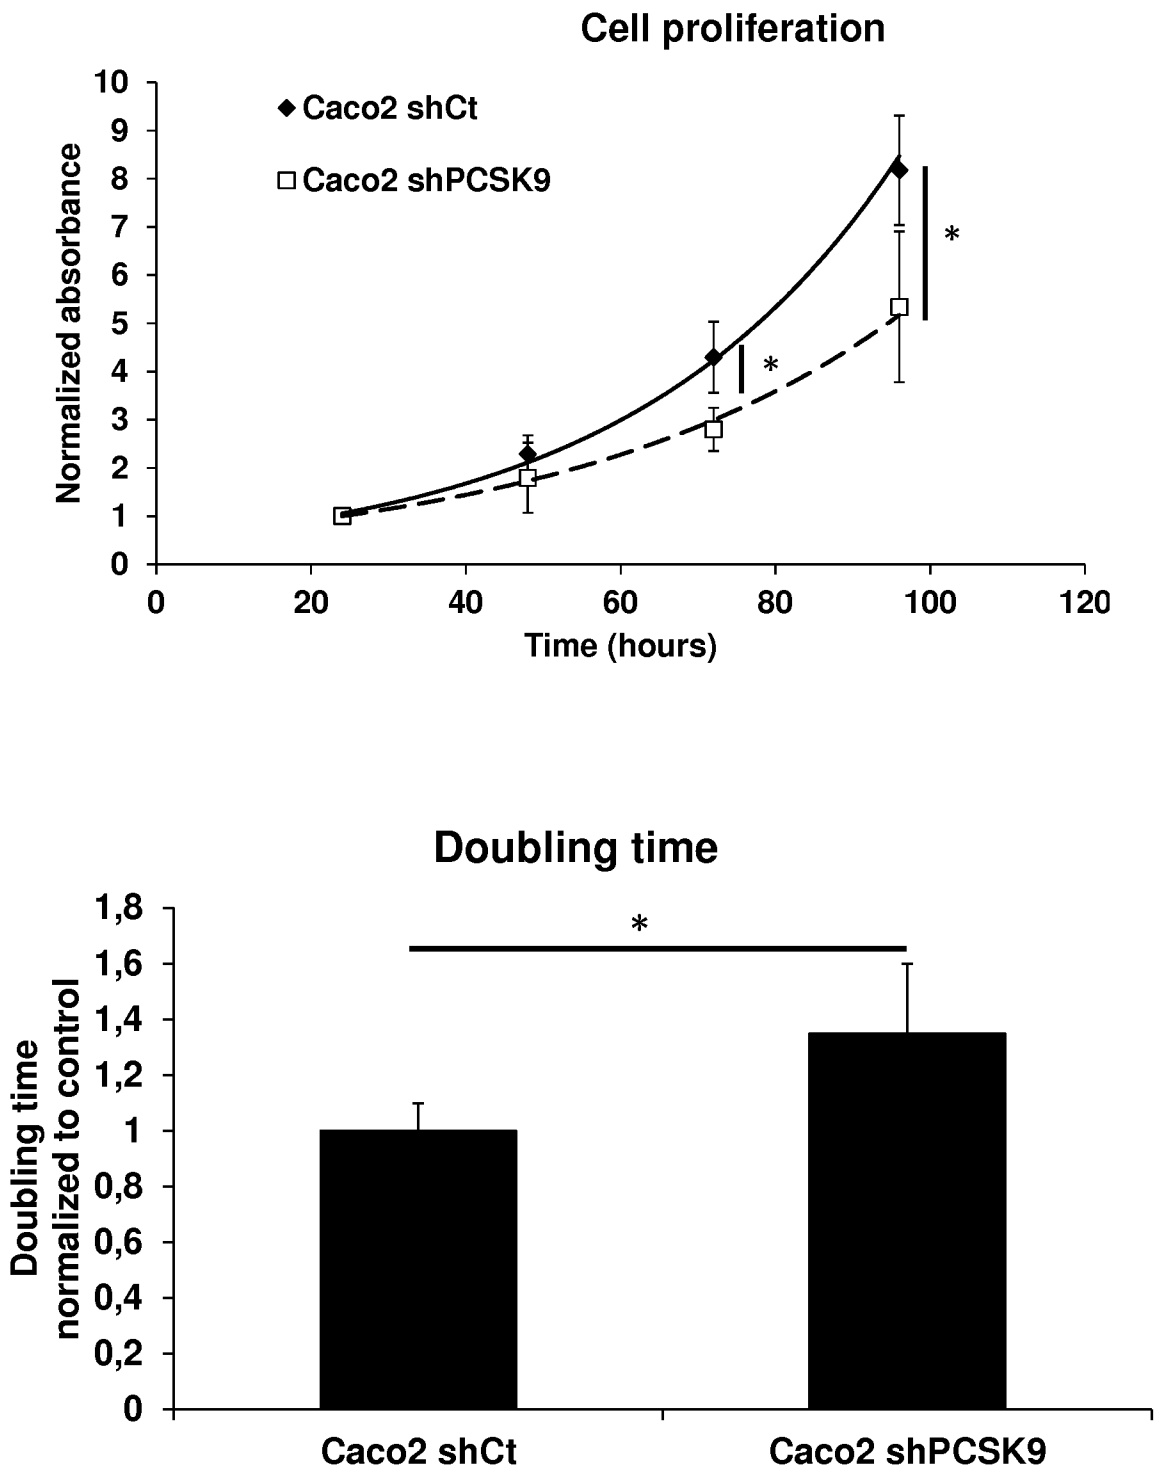 Cell proliferation
10
9
8
7
6
5
4
3
2
1
0
Normalized absorbance
Caco2 shCt
Caco2 shPCSK9
*
*
0 20 40 60 80 100 120
Time (hours)
Doubling time
1,8
1,6
1,4
1,2
1
0,8
0,6
0,4
0,2
0
Doubling time
normalized to control
*
Caco2 shCt Caco2 shPCSK9